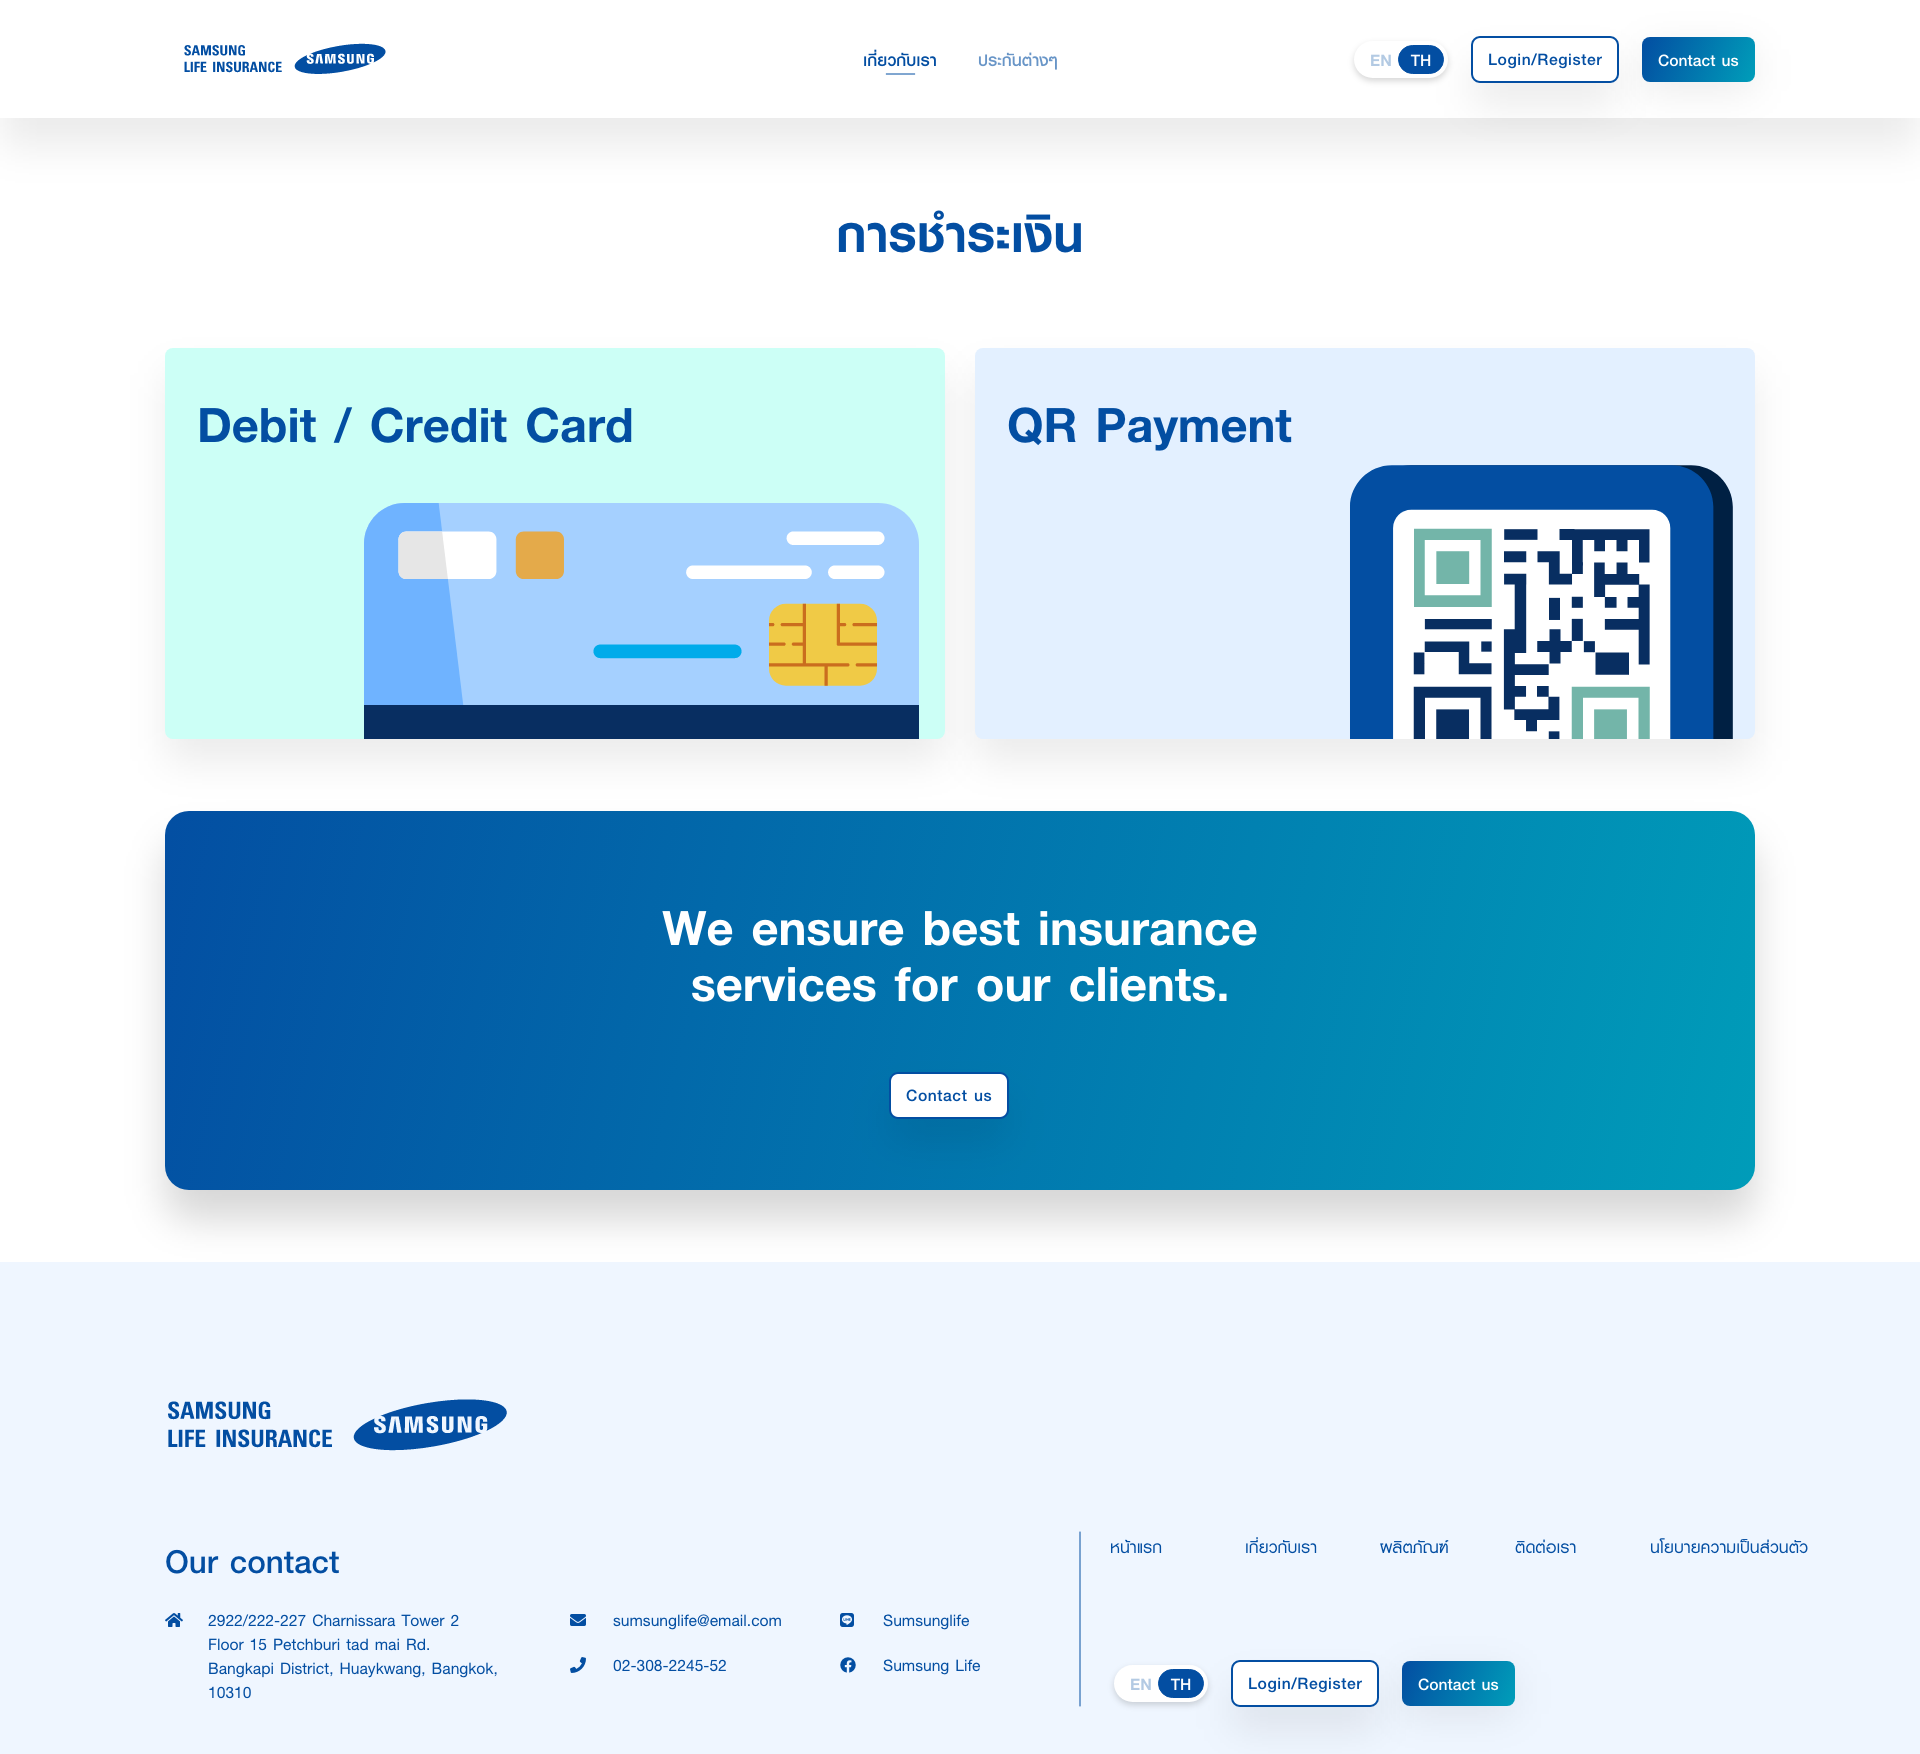 SAMSUNG
LIFE INSURANCE
SAMSUNG
เกี่ยวกับเรา
ประกันต่างๆ
EN
TH
Login/Register
Contact us
การชำระเงิน
Debit / Credit Card
QR Payment
We ensure best insurance
services for our clients.
Contact us
SAMSUNG
LIFE INSURANCE
SAMSUNG
Our contact
2922/222-227 Charnissara Tower 2
Floor 15 Petchburi tad mai Rd.
Bangkapi District, Huaykwang, Bangkok,
10310
sumsunglife@email.com
02-308-2245-52
Sumsunglife
Sumsung Life
หน้าแรก
เกี่ยวกับเรา
ผลิตภัณฑ์
ติดต่อเรา
นโยบายความเป็นส่วนตัว
EN
TH
Login/Register
Contact us